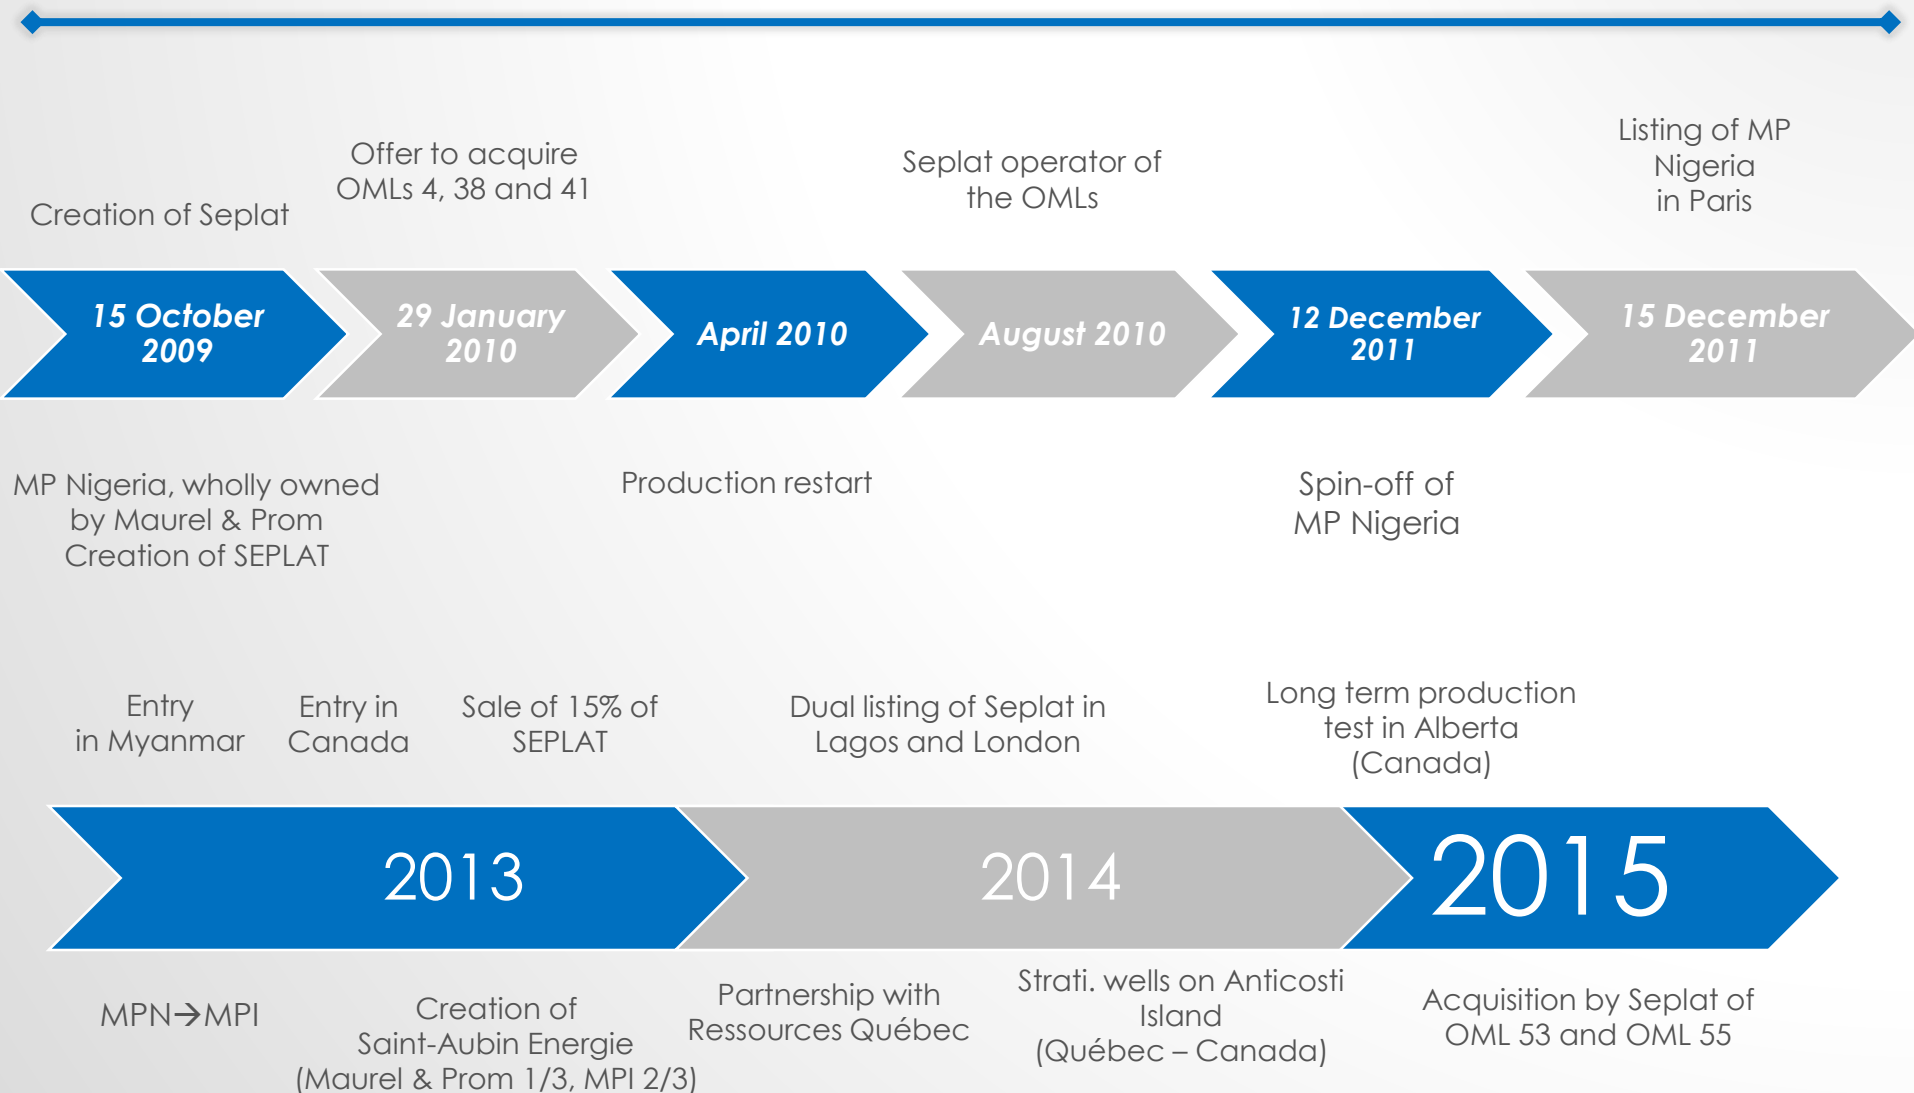 Creation of Seplat
Offer to acquire
OMLs 4, 38 and 41
Seplat operator of
the OMLs
Listing of MP
Nigeria
in Paris
15 October
2009
29 January
2010
April 2010
August 2010
12 December
2011
15 December
2011
MP Nigeria, wholly owned
by Maurel & Prom
Creation of SEPLAT
Production restart
Spin-off of
MP Nigeria
Entry
in Myanmar
Entry in
Canada
Sale of 15% of
SEPLAT
Dual listing of Seplat in
Lagos and London
Long term production
test in Alberta
(Canada)
2013
2014
2015
MPN→MPI
Creation of
Saint-Aubin Energie
(Maurel & Prom 1/3, MPI 2/3)
Partnership with
Ressources Québec
Strati. wells on Anticosti
Island
(Québec – Canada)
Acquisition by Seplat of
OML 53 and OML 55